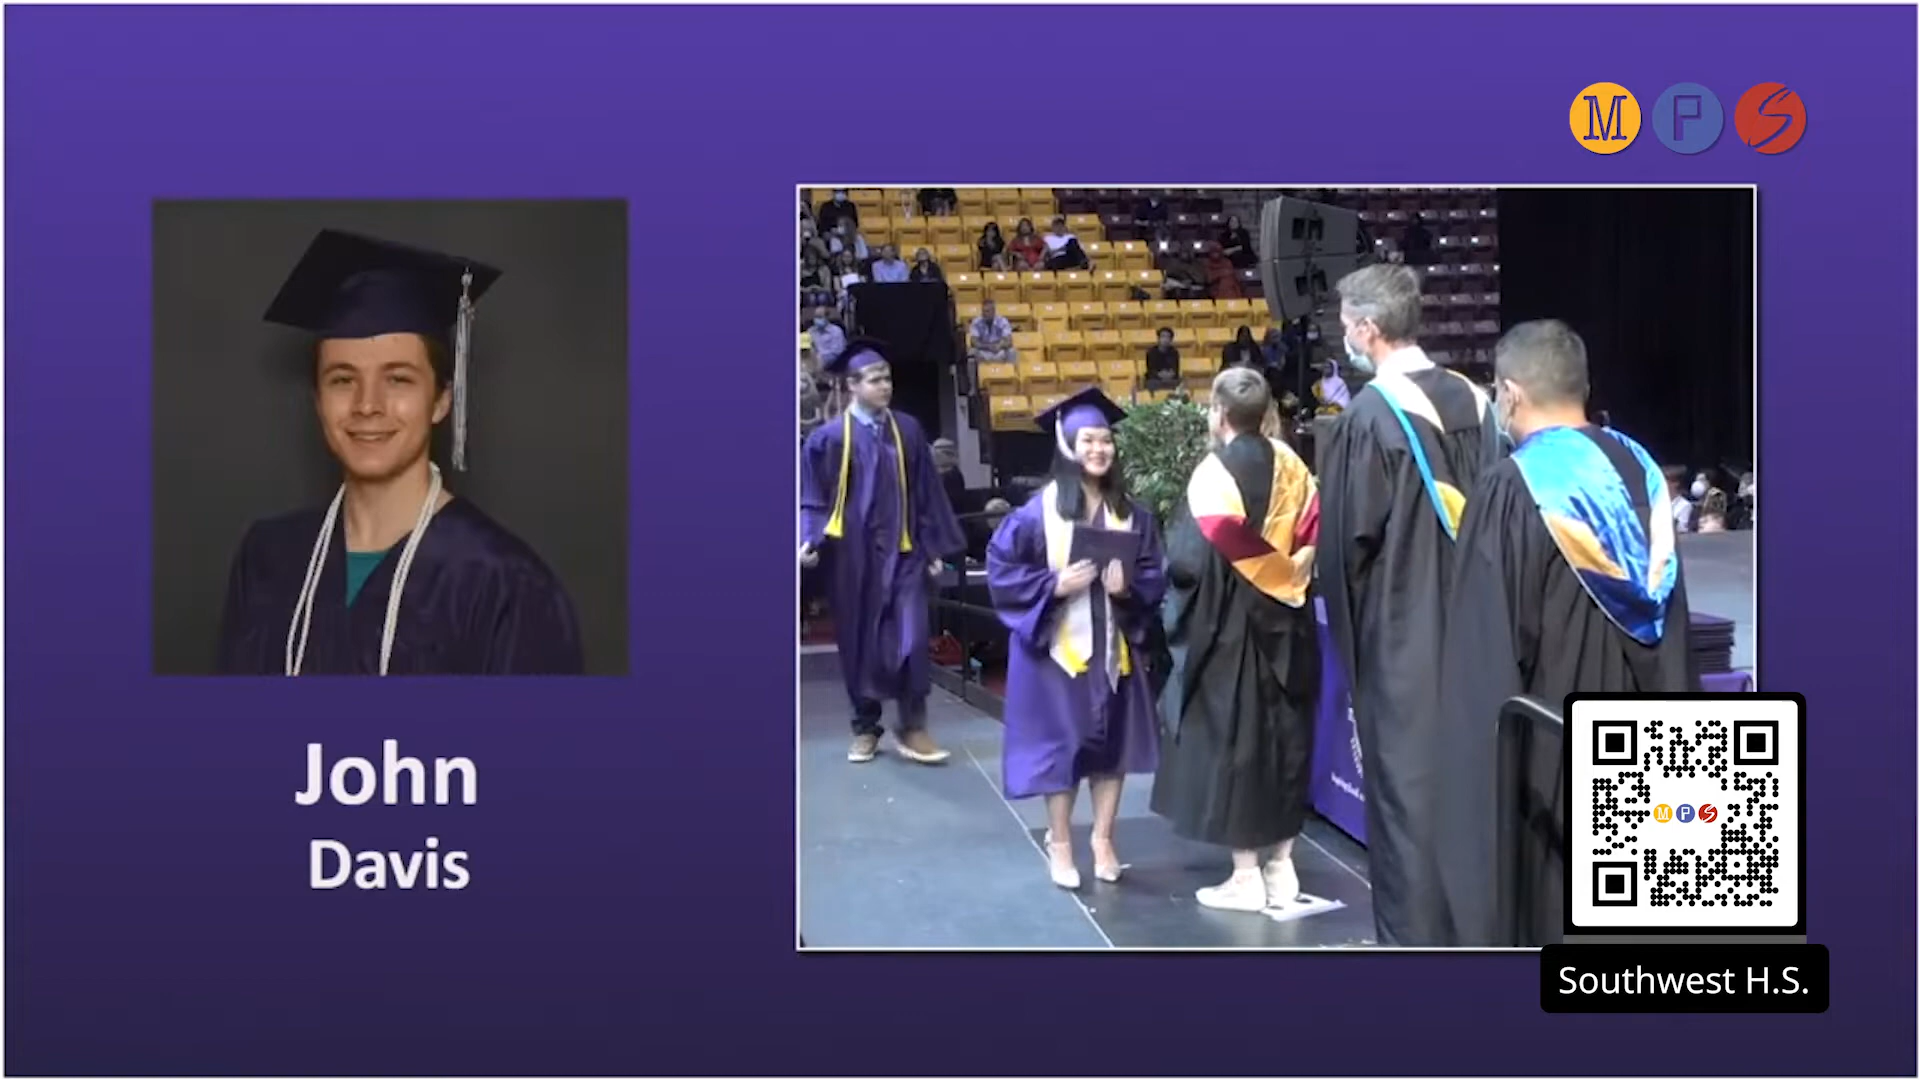 M P S
John
Davis
M P S
Southwest H.S.